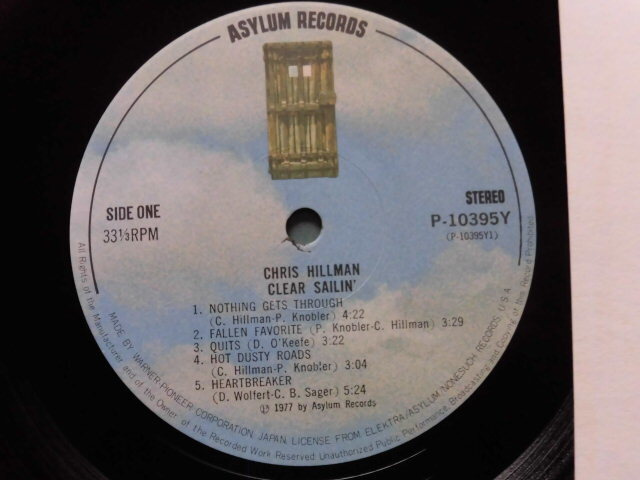 ASYLUM RECORDS
SIDE ONE
33⅓RPM
STEREO
P-10395Y
(P-10395Y1)
CHRIS HILLMAN
CLEAR SAILIN'
1. NOTHING GETS THROUGH
(C. Hillman-P. Knobler) 4:22
2. FALLEN FAVORITE (P. Knobler-C. Hillman) 3:29
3. QUITS (D. O'Keefe) 3:22
4. HOT DUSTY ROADS
(C. Hillman-P. Knobler) 3:04
5. HEARTBREAKER
(D. Wolfert-C. B. Sager) 5:24
Ⓟ 1977 by Asylum Records
MADE BY WARNER-PIONEER CORPORATION, JAPAN, LICENSE FROM ELEKTRA/ASYLUM/NONESUCH RECORDS U.S.A.
All Rights of the Manufacturer and of the Owner of the Recorded Work Reserved Unauthorized Public Performance, Broadcasting and Copying of the Record Prohibited